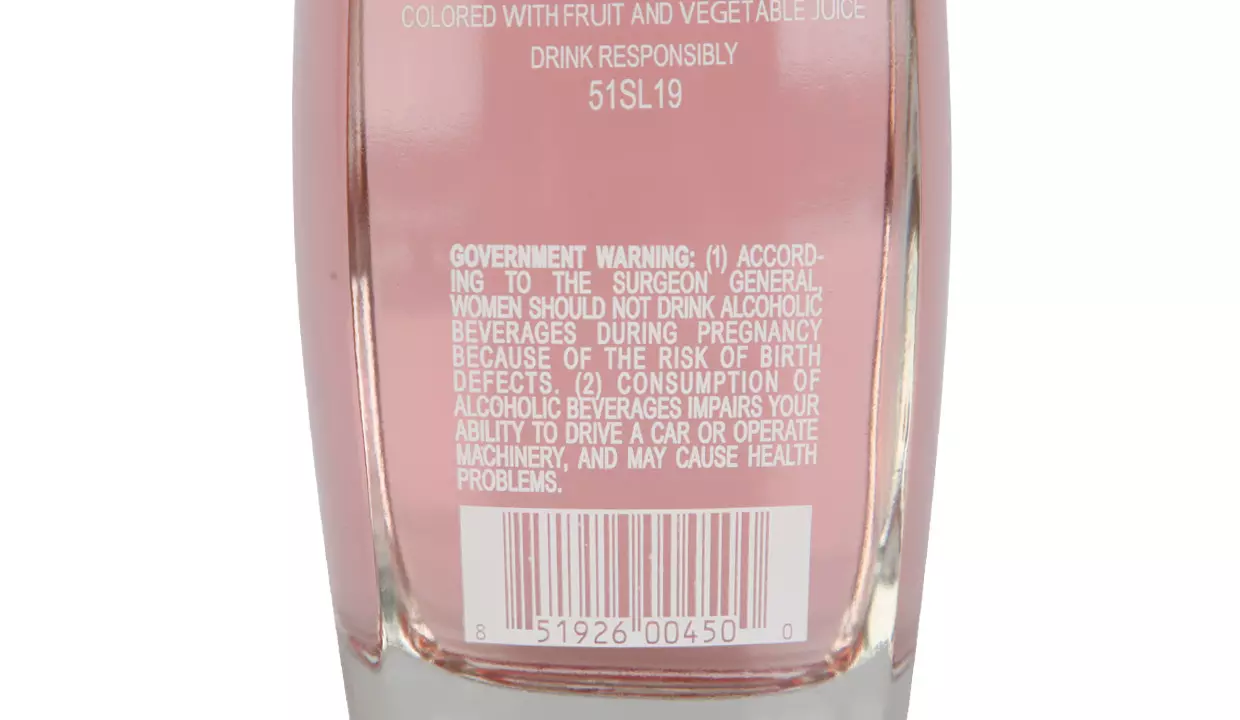 COLORED WITH FRUIT AND VEGETABLE JUICE
DRINK RESPONSIBLY
51SL19
GOVERNMENT WARNING: (1) ACCORD-
ING TO THE SURGEON GENERAL,
WOMEN SHOULD NOT DRINK ALCOHOLIC
BEVERAGES DURING PREGNANCY
BECAUSE OF THE RISK OF BIRTH
DEFECTS. (2) CONSUMPTION OF
ALCOHOLIC BEVERAGES IMPAIRS YOUR
ABILITY TO DRIVE A CAR OR OPERATE
MACHINERY, AND MAY CAUSE HEALTH
PROBLEMS.
8 51926 00450 0